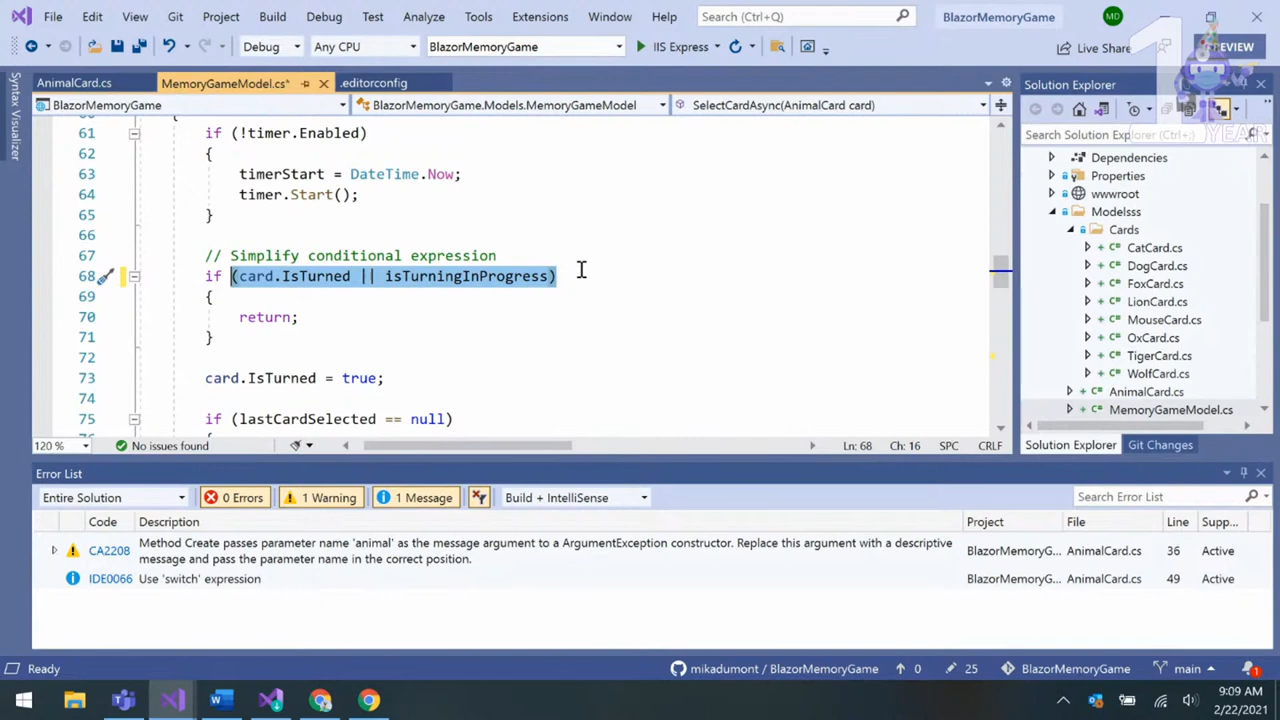 File Edit View Git Project Build Debug Test Analyze Tools Extensions Window Help Search (Ctrl+Q) BlazorMemoryGame MD
Debug Any CPU BlazorMemoryGame IIS Express Live Share PREVIEW
1 YEAR
Syntax Visualizer
AnimalCard.cs MemoryGameModel.cs* .editorconfig
BlazorMemoryGame BlazorMemoryGame.Models.MemoryGameModel SelectCardAsync(AnimalCard card)
61 if (!timer.Enabled)
62 {
63 timerStart = DateTime.Now;
64 timer.Start();
65 }
66
67 // Simplify conditional expression
68 if (card.IsTurned || isTurningInProgress)
69 {
70 return;
71 }
72
73 card.IsTurned = true;
74
75 if (lastCardSelected == null)
120 % No issues found Ln: 68 Ch: 16 SPC CRLF
Solution Explorer
Search Solution Explorer (Ctrl+;)
Dependencies
Properties
wwwroot
Modelsss
Cards
C# CatCard.cs
C# DogCard.cs
C# FoxCard.cs
C# LionCard.cs
C# MouseCard.cs
C# OxCard.cs
C# TigerCard.cs
C# WolfCard.cs
C# AnimalCard.cs
C# MemoryGameModel.cs
Solution Explorer Git Changes
Error List
Entire Solution 0 Errors 1 Warning 1 Message Build + IntelliSense Search Error List
Code Description Project File Line Supp...
CA2208 Method Create passes parameter name 'animal' as the message argument to a ArgumentException constructor. Replace this argument with a descriptive BlazorMemoryG... AnimalCard.cs 36 Active
message and pass the parameter name in the correct position.
IDE0066 Use 'switch' expression BlazorMemoryG... AnimalCard.cs 49 Active
Ready mikadumont / BlazorMemoryGame 0 25 BlazorMemoryGame main 1
9:09 AM
2/22/2021